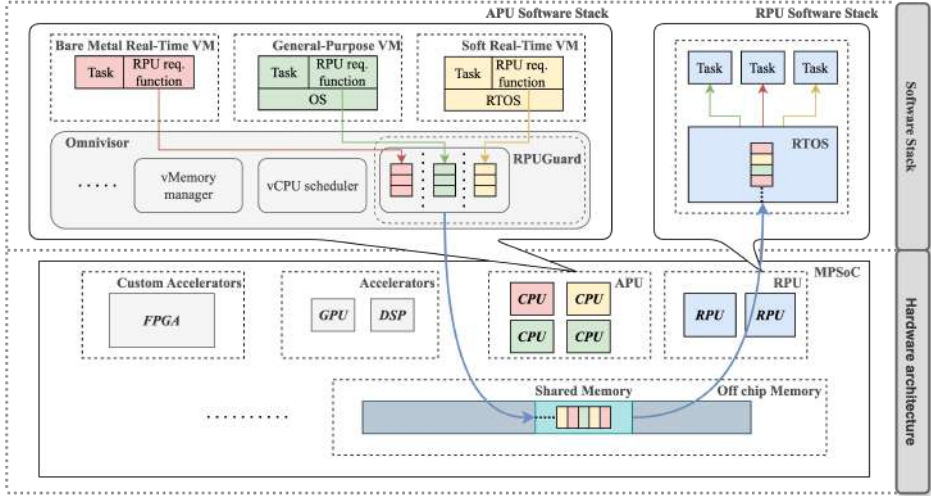 APU Software Stack
RPU Software Stack
Bare Metal Real-Time VM
General-Purpose VM
Soft Real-Time VM
Task
RPU req. function
Task
RPU req. function
OS
Task
RPU req. function
RTOS
Task
Task
Task
Omnivisor
RPUGuard
RTOS
.....
vMemory manager
vCPU scheduler
Software Stack
MPSoC
Custom Accelerators
Accelerators
APU
RPU
FPGA
GPU
DSP
CPU
CPU
CPU
CPU
RPU
RPU
Shared Memory
Off chip Memory
Hardware architecture